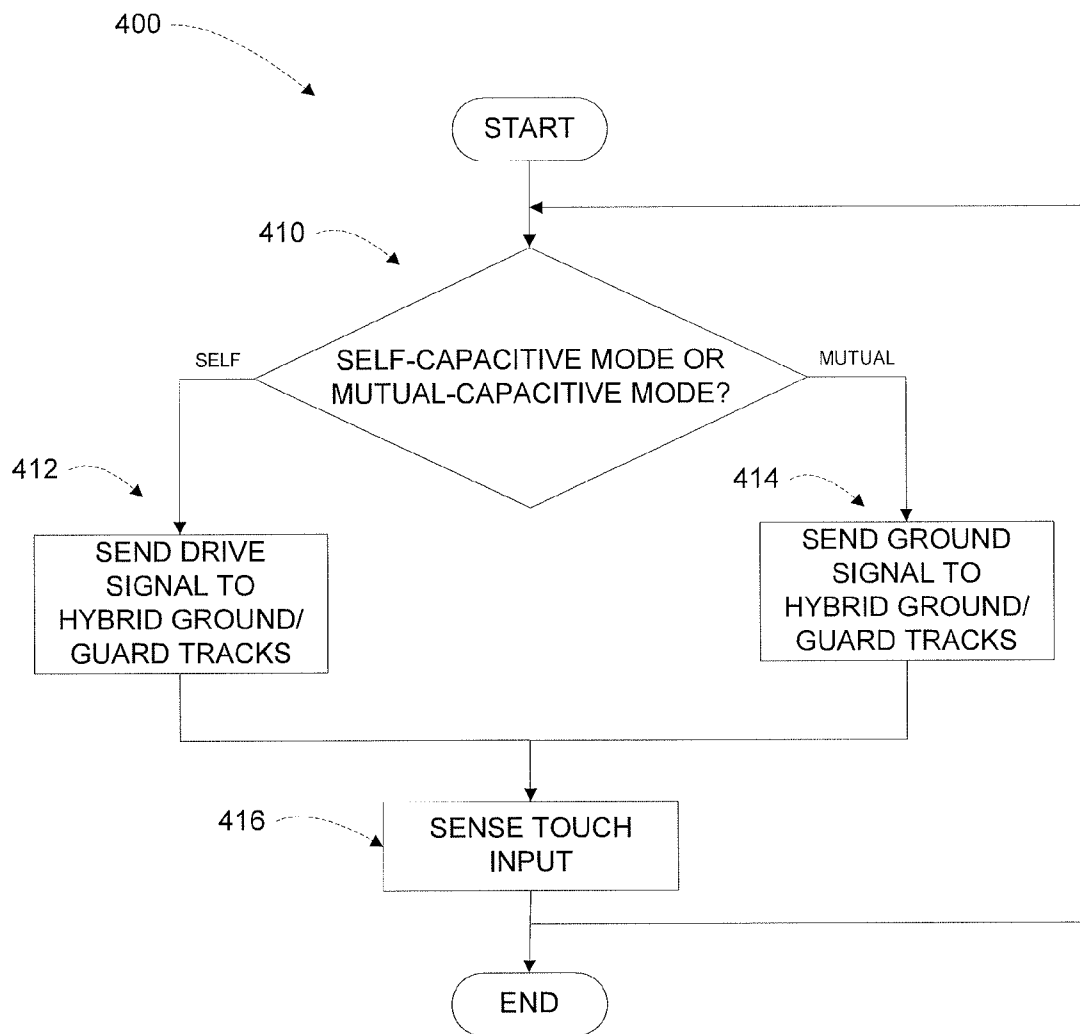 400
START
410
SELF
SELF-CAPACITIVE MODE OR
MUTUAL-CAPACITIVE MODE?
MUTUAL
412
SEND DRIVE
SIGNAL TO
HYBRID GROUND/
GUARD TRACKS
414
SEND GROUND
SIGNAL TO
HYBRID GROUND/
GUARD TRACKS
416
SENSE TOUCH
INPUT
END